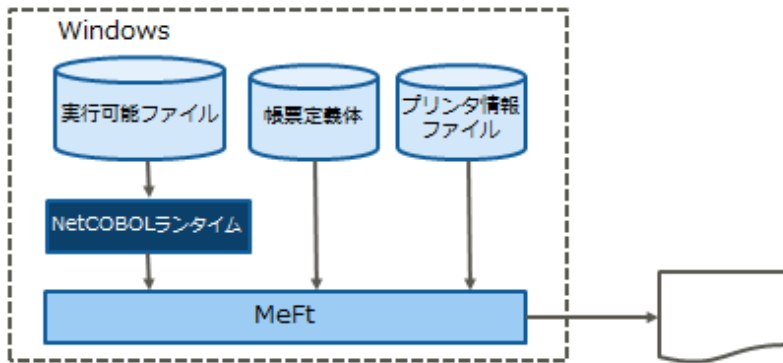 Windows
実行可能ファイル
帳票定義体
プリンタ情報
ファイル
NetCOBOLランタイム
MeFt